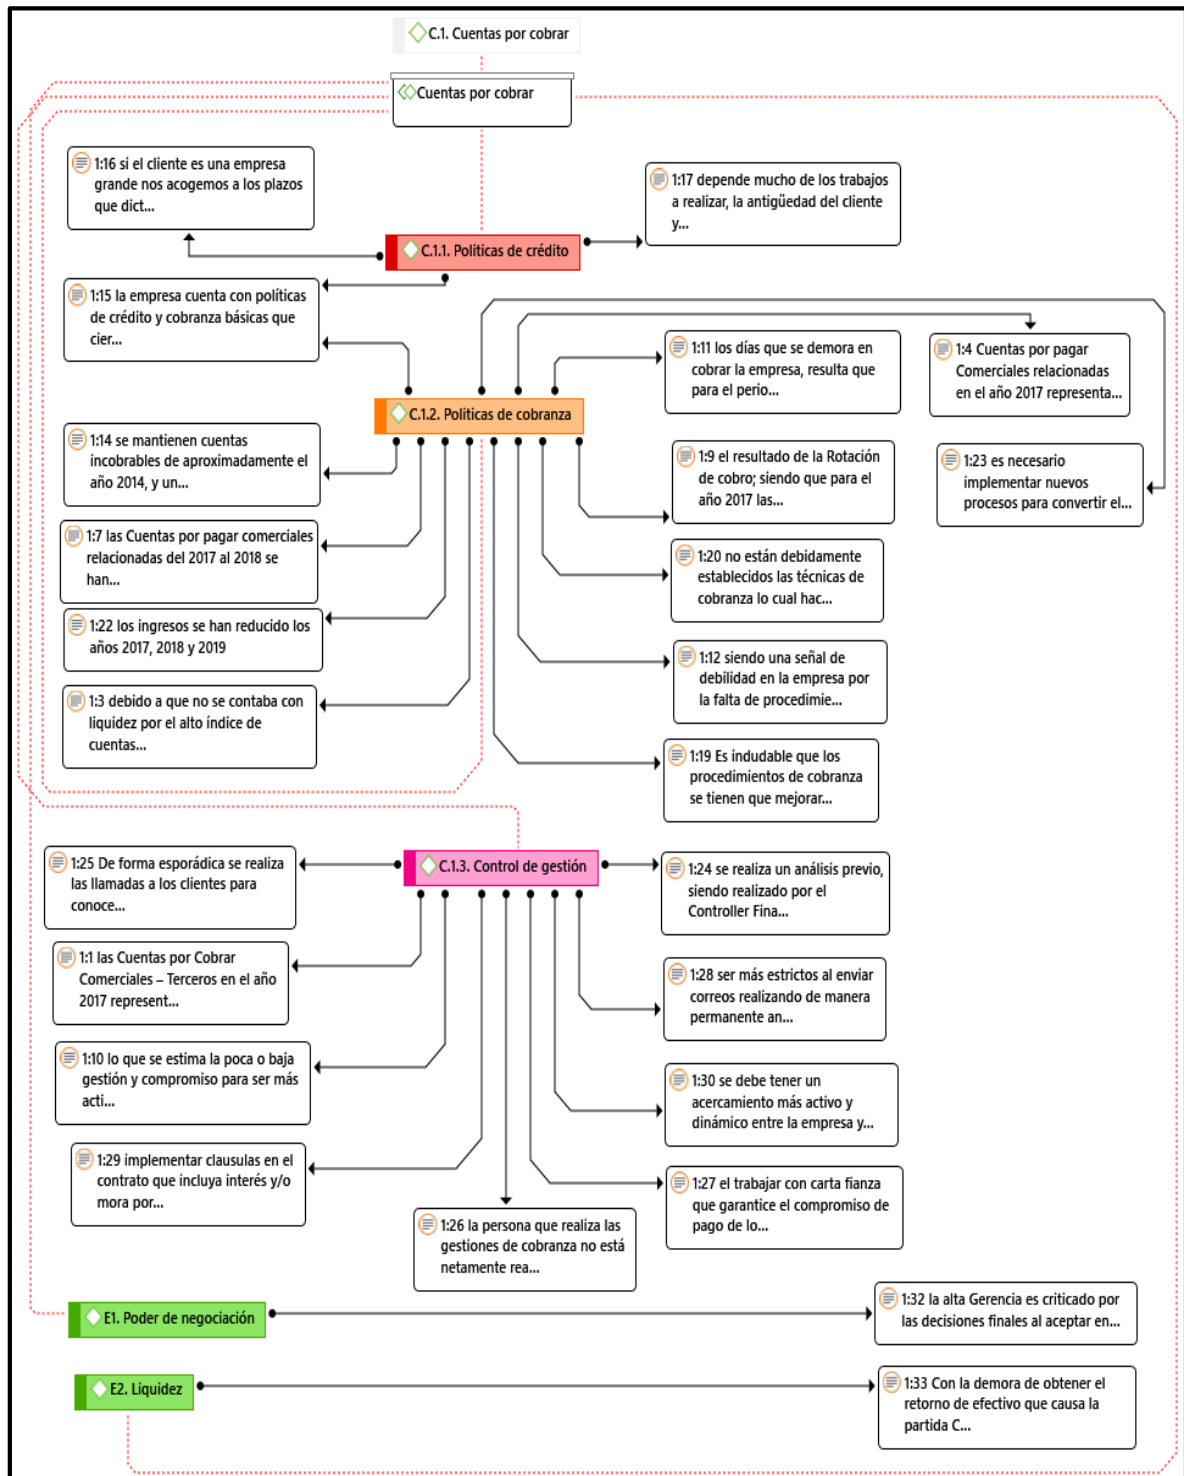 C.1. Cuentas por cobrar
Cuentas por cobrar
1:16 si el cliente es una empresa
grande nos acogemos a los plazos
que dict...
1:17 depende mucho de los trabajos
a realizar, la antigüedad del cliente
y...
C.1.1. Políticas de crédito
1:15 la empresa cuenta con políticas
de crédito y cobranza básicas que
cier...
1:11 los días que se demora en
cobrar la empresa, resulta que
para el perio...
1:4 Cuentas por pagar
Comerciales relacionadas
en el año 2017 representa...
C.1.2. Políticas de cobranza
1:14 se mantienen cuentas
incobrables de aproximadamente el
año 2014, y un...
1:9 el resultado de la Rotación
de cobro; siendo que para el
año 2017 las...
1:23 es necesario
implementar nuevos
procesos para convertir el...
1:7 las Cuentas por pagar comerciales
relacionadas del 2017 al 2018 se
han...
1:20 no están debidamente
establecidos las técnicas de
cobranza lo cual hac...
1:22 los ingresos se han reducido los
años 2017, 2018 y 2019
1:12 siendo una señal de
debilidad en la empresa por
la falta de procedimie...
1:3 debido a que no se contaba con
liquidez por el alto índice de
cuentas...
1:19 Es indudable que los
procedimientos de cobranza
se tienen que mejorar...
1:25 De forma esporádica se realiza
las llamadas a los clientes para
conoce...
C.1.3. Control de gestión
1:24 se realiza un análisis previo,
siendo realizado por el
Controller Fina...
1:1 las Cuentas por Cobrar
Comerciales – Terceros en el año
2017 represent...
1:28 ser más estrictos al enviar
correos realizando de manera
permanente an...
1:10 lo que se estima la poca o baja
gestión y compromiso para ser más
acti...
1:30 se debe tener un
acercamiento más activo y
dinámico entre la empresa y...
1:29 implementar clausulas en el
contrato que incluya interés y/o
mora por...
1:27 el trabajar con carta fianza
que garantice el compromiso de
pago de lo...
1:26 la persona que realiza las
gestiones de cobranza no está
netamente rea...
E1. Poder de negociación
1:32 la alta Gerencia es criticado por
las decisiones finales al aceptar en...
E2. Liquidez
1:33 Con la demora de obtener el
retorno de efectivo que causa la
partida C...